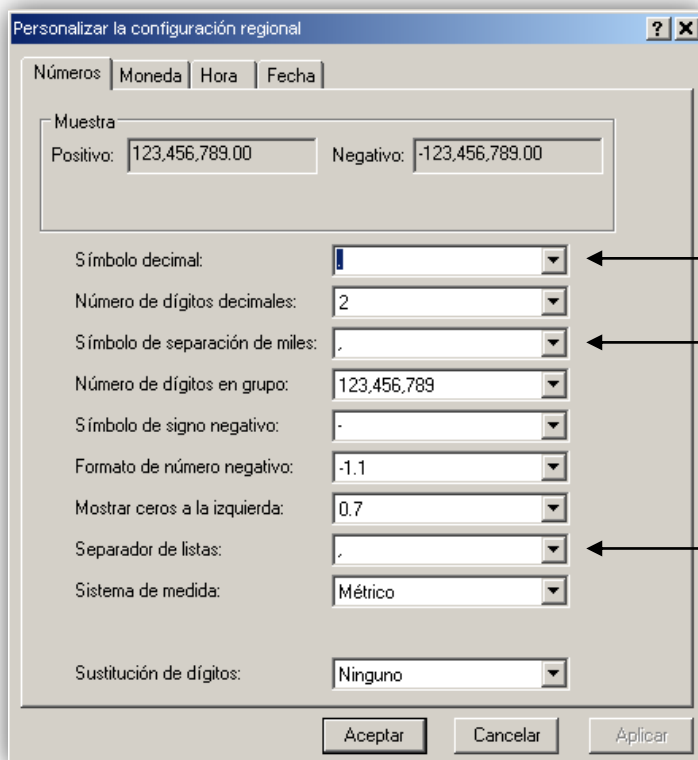 Personalizar la configuración regional
Números Moneda Hora Fecha
Muestra
Positivo: 123,456,789.00 Negativo: -123,456,789.00
Símbolo decimal: .
Número de dígitos decimales: 2
Símbolo de separación de miles: ,
Número de dígitos en grupo: 123,456,789
Símbolo de signo negativo: -
Formato de número negativo: -1.1
Mostrar ceros a la izquierda: 0.7
Separador de listas: ,
Sistema de medida: Métrico
Sustitución de dígitos: Ninguno
Aceptar Cancelar Aplicar